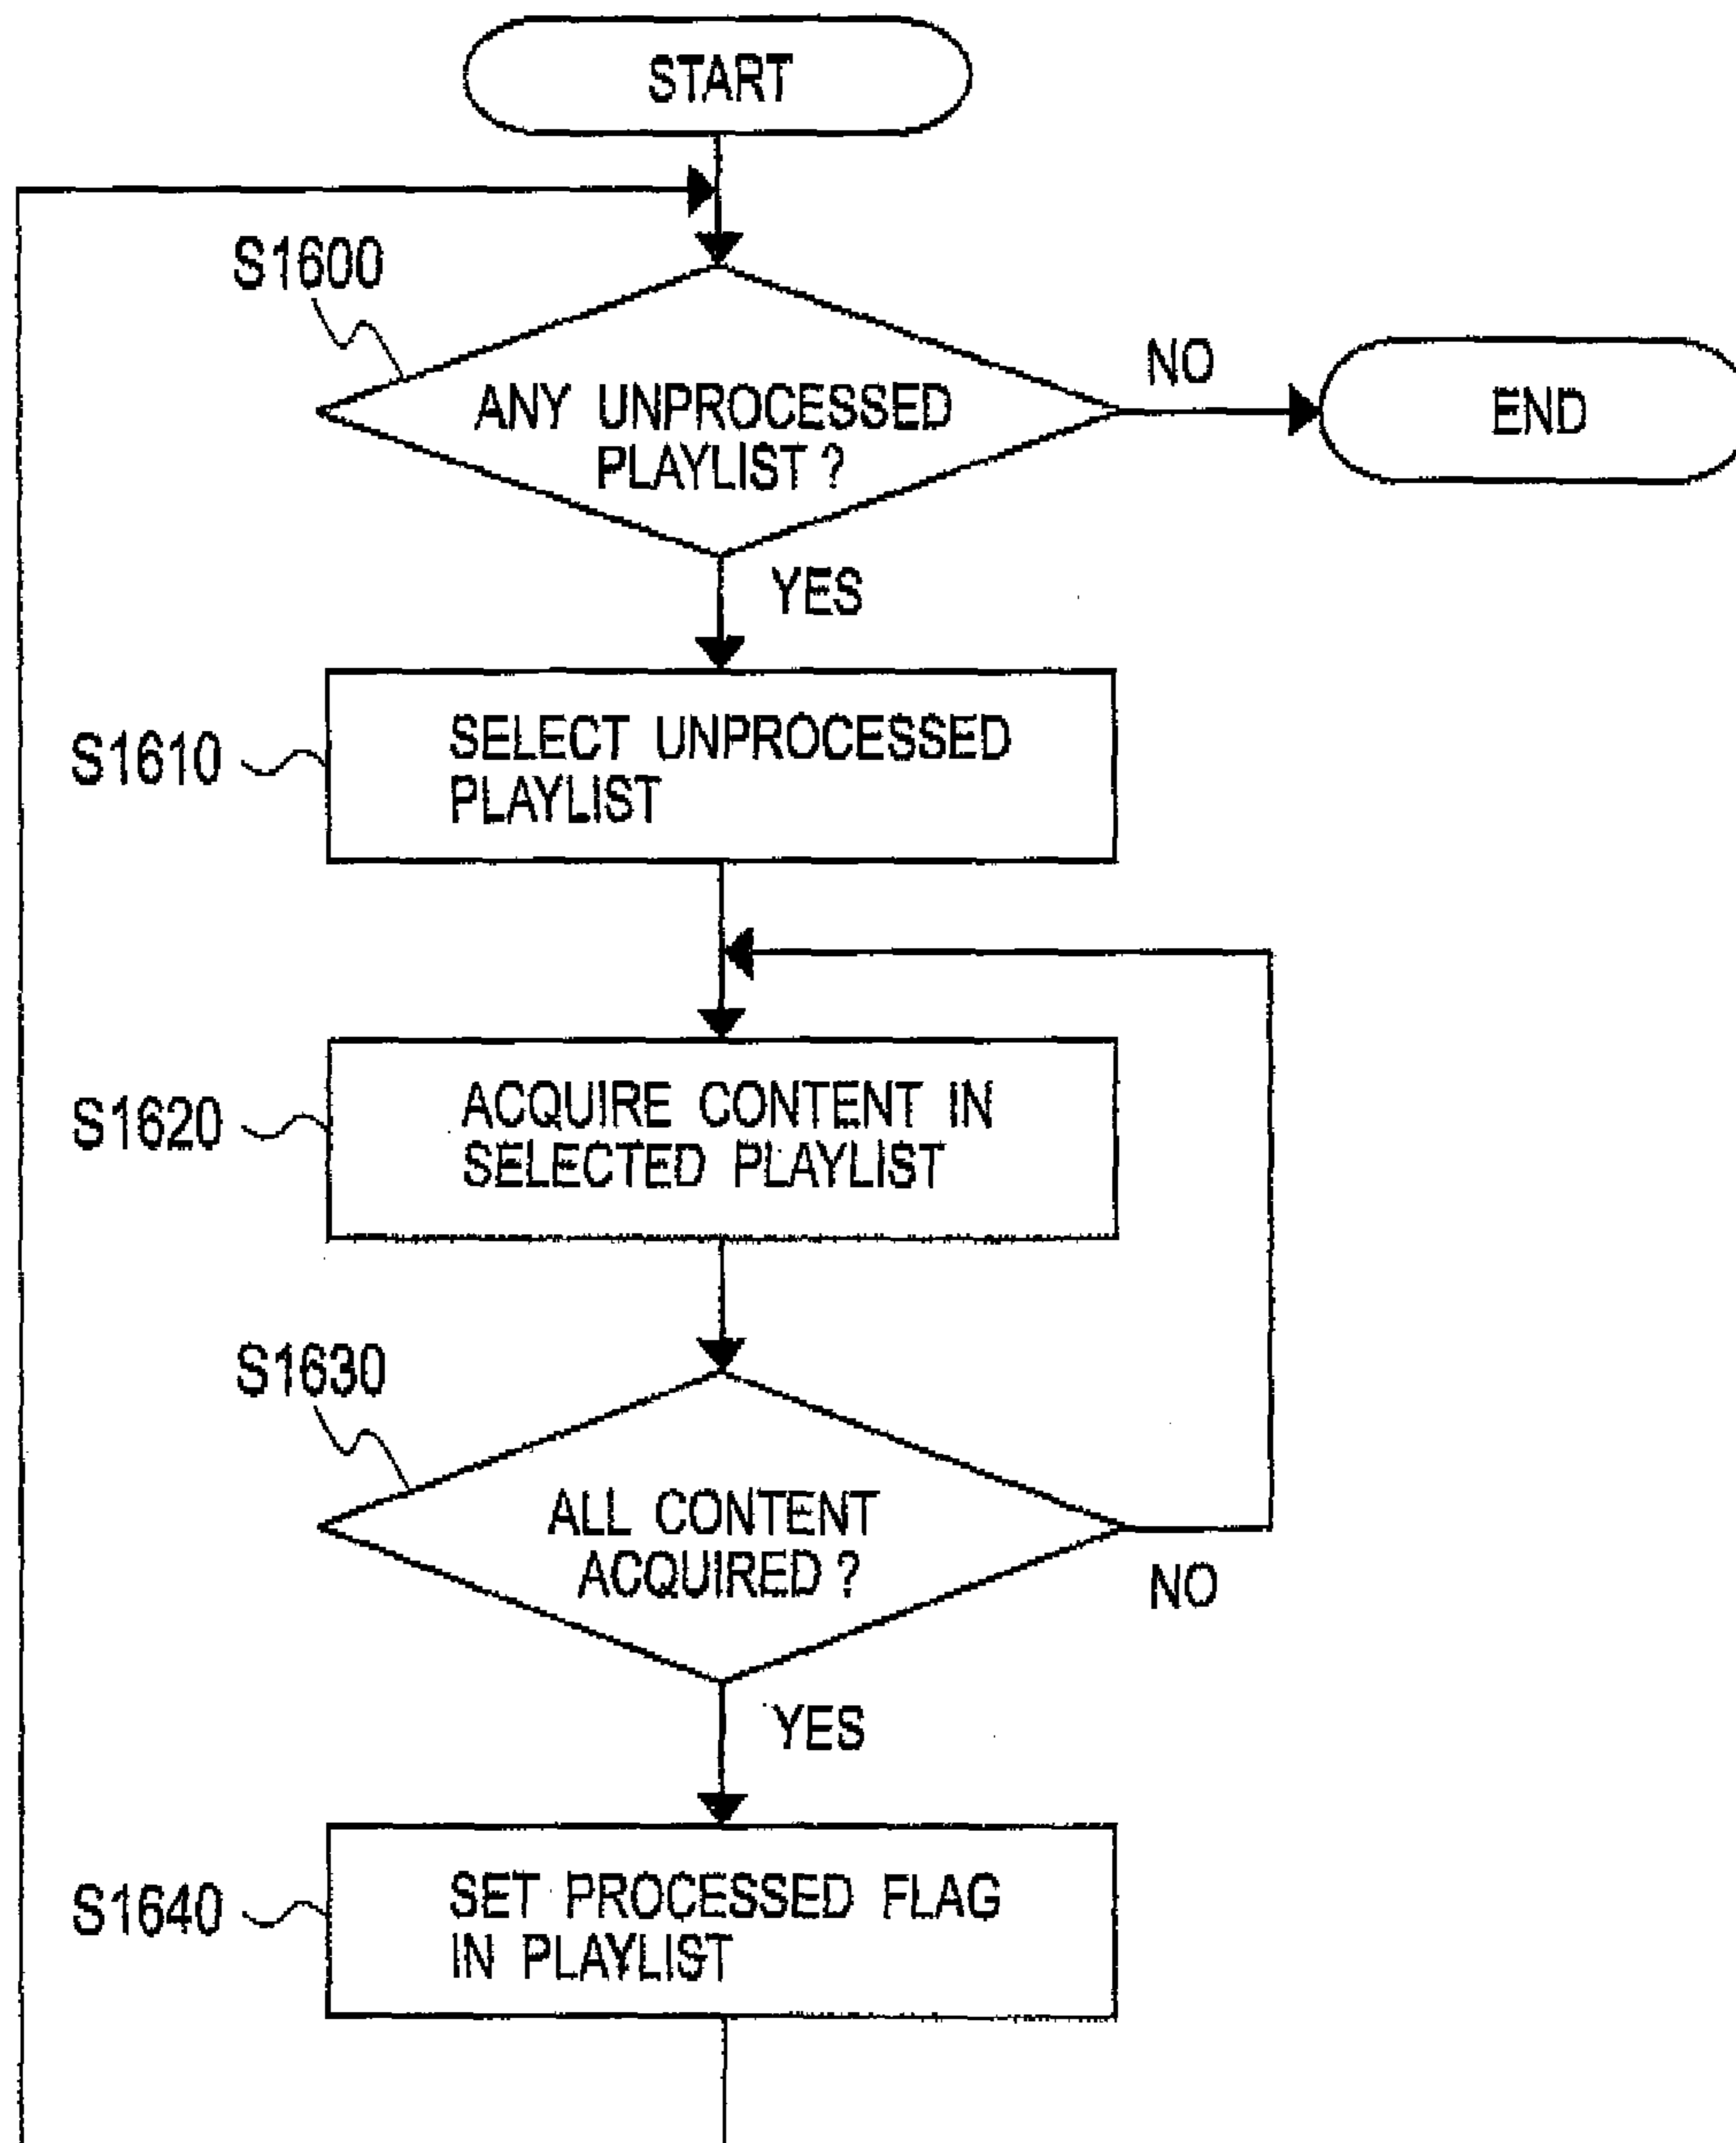 START
S1600
ANY UNPROCESSED
PLAYLIST ?
NO
END
YES
S1610
SELECT UNPROCESSED
PLAYLIST
S1620
ACQUIRE CONTENT IN
SELECTED PLAYLIST
S1630
ALL CONTENT
ACQUIRED ?
NO
YES
S1640
SET PROCESSED FLAG
IN PLAYLIST